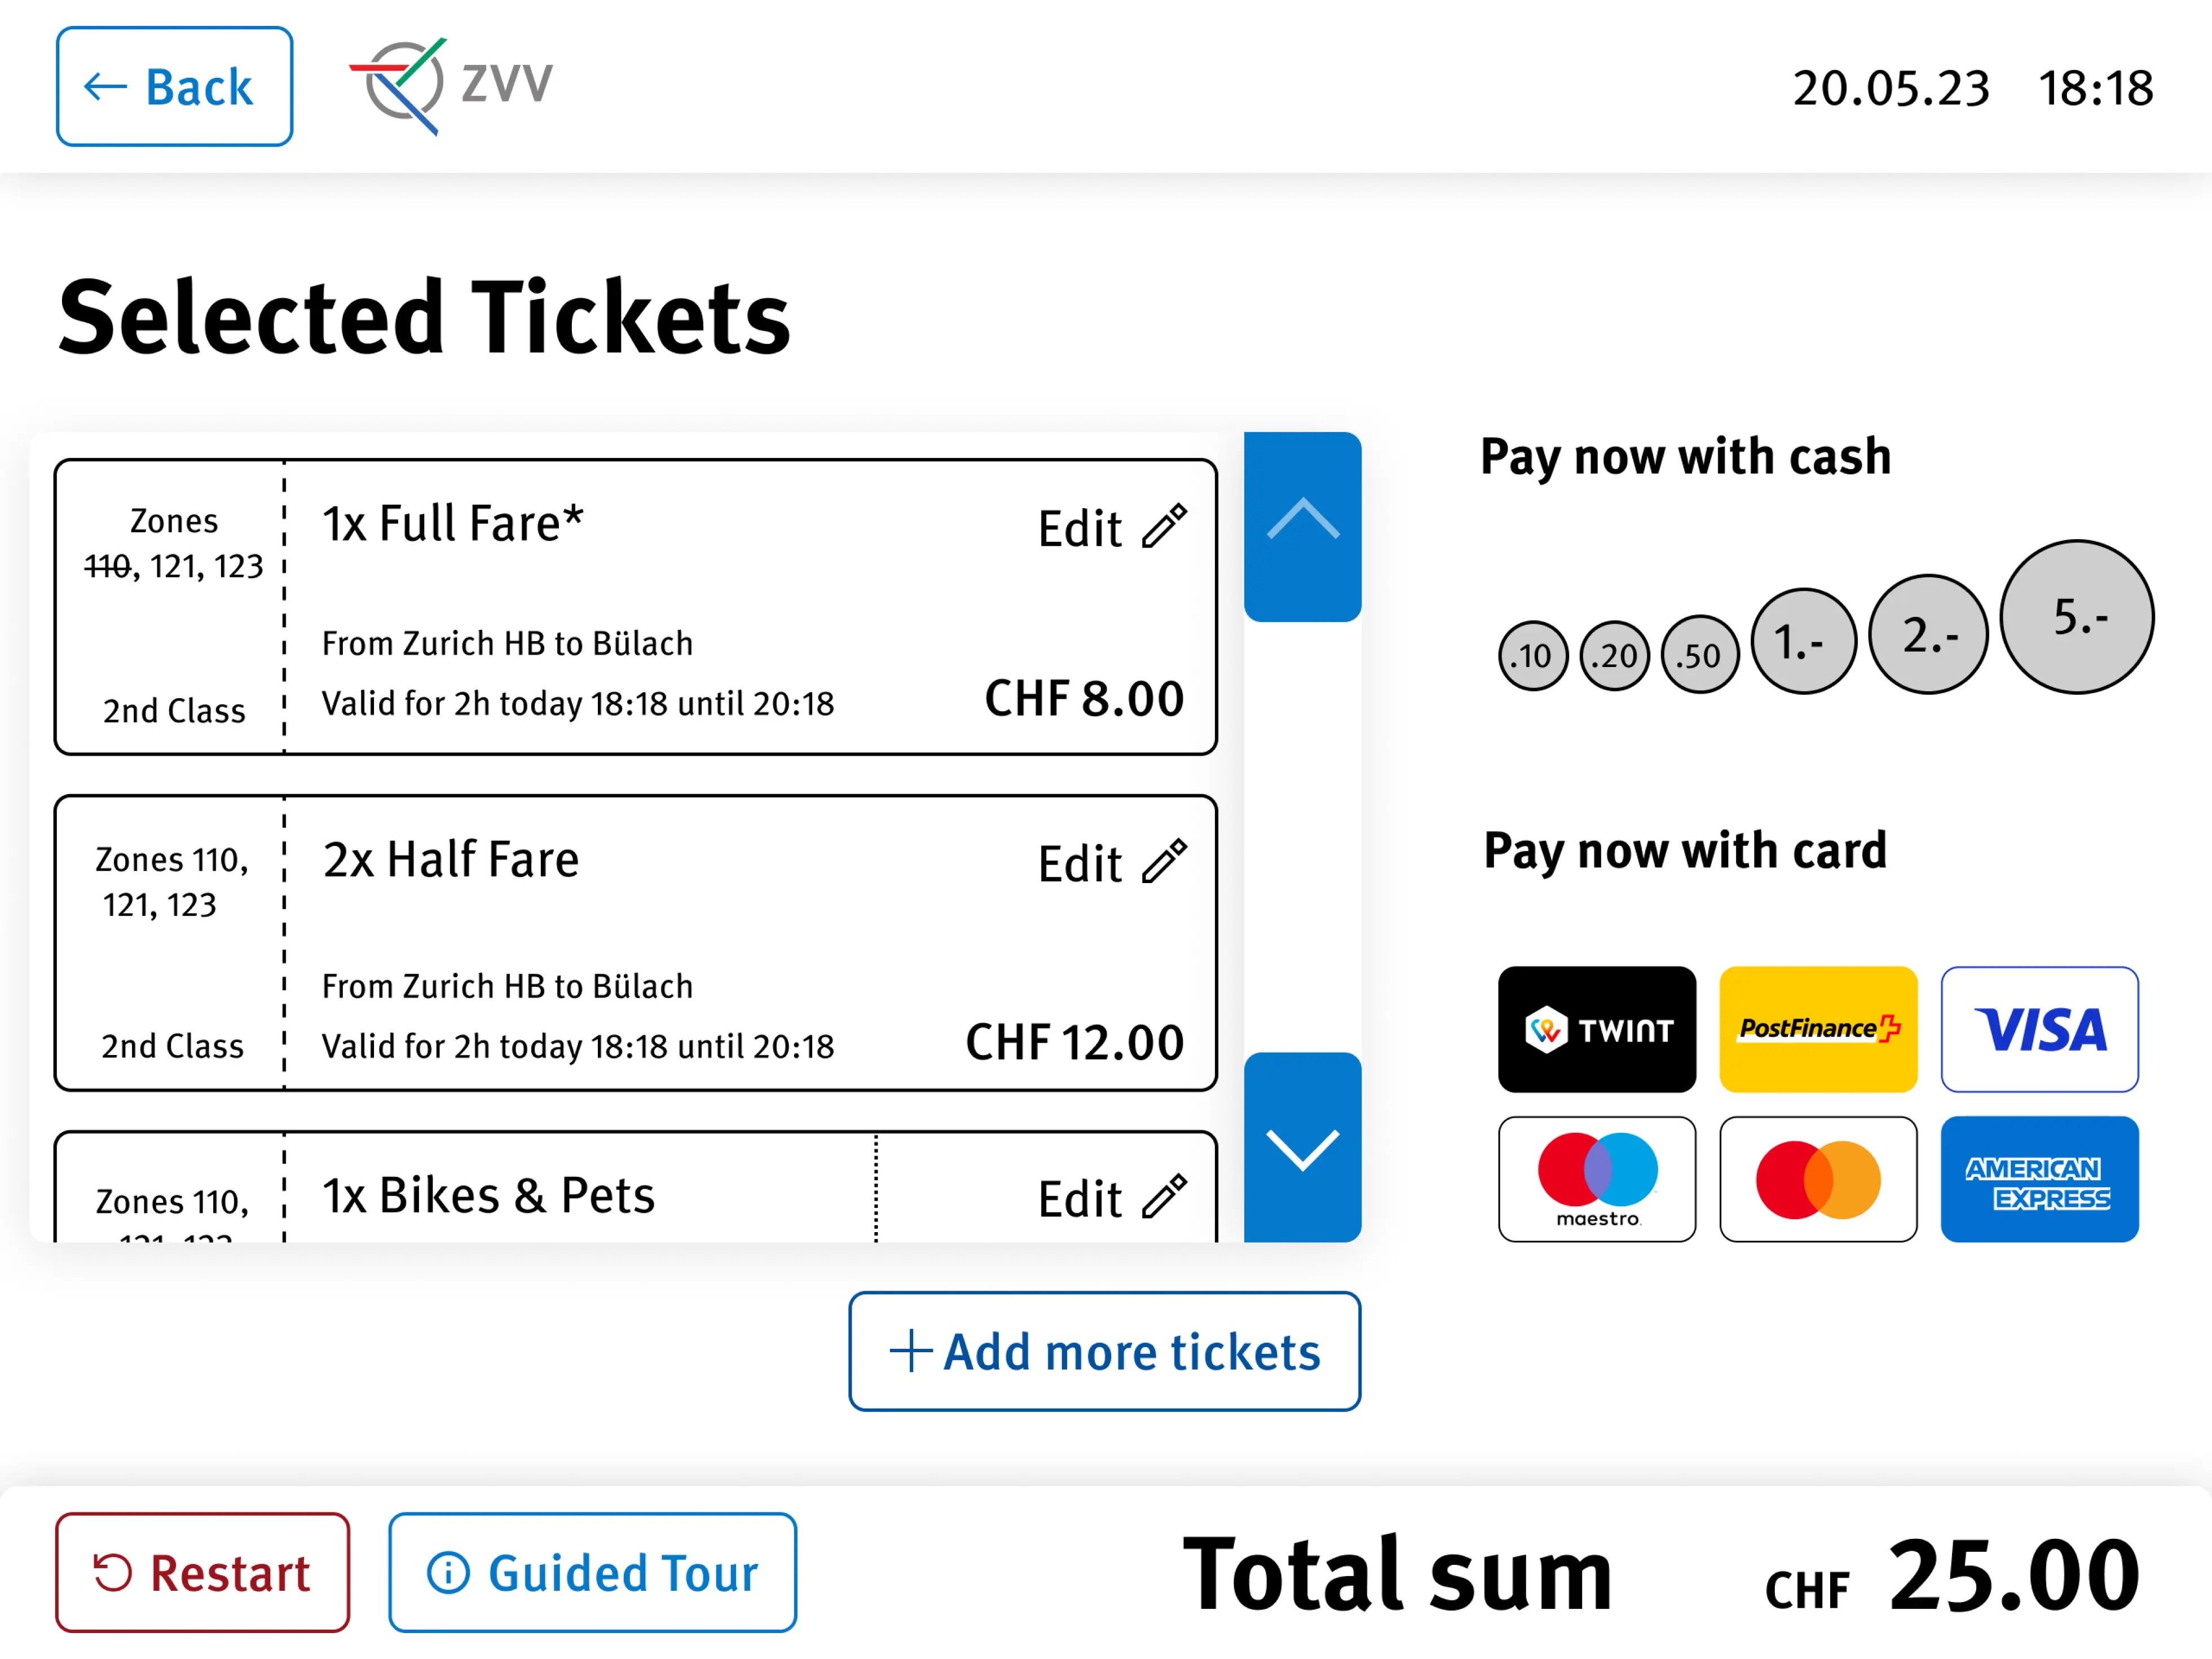 Back
ZVV
20.05.23 18:18
Selected Tickets
Zones
110, 121, 123
2nd Class
1x Full Fare*
Edit
From Zurich HB to Bülach
Valid for 2h today 18:18 until 20:18
CHF 8.00
Zones 110,
121, 123
2nd Class
2x Half Fare
Edit
From Zurich HB to Bülach
Valid for 2h today 18:18 until 20:18
CHF 12.00
Zones 110,
1x Bikes & Pets
Edit
Add more tickets
Pay now with cash
.10 .20 .50 1.- 2.- 5.-
Pay now with card
TWINT
PostFinance
VISA
maestro
AMERICAN
EXPRESS
Restart
Guided Tour
Total sum CHF 25.00